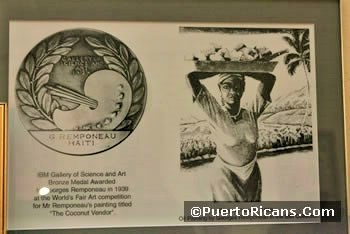 G. REMPONEAU
HAITI
IBM Gallery of Science and Art
Bronze Medal Awarded
Georges Remponeau in 1939
at the World's Fair Art competition
for Mr Remponeau's painting titled
"The Coconut Vendor".
©PuertoRicans.Com